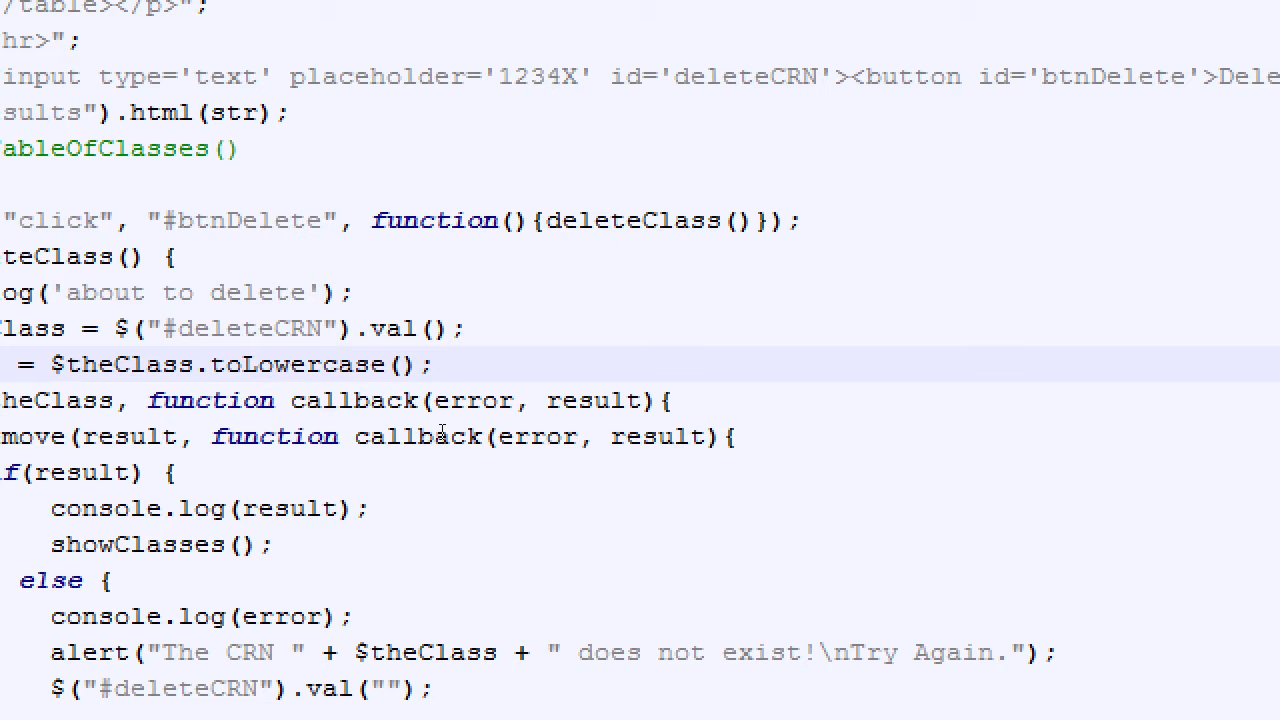 /table></p>";
hr>";
input type='text' placeholder='1234X' id='deleteCRN'><button id='btnDelete'>Dele
sults").html(str);
ableOfClasses()
"click", "#btnDelete", function(){deleteClass()});
teClass() {
og('about to delete');
Class = $("#deleteCRN").val();
= $theClass.toLowercase();
heClass, function callback(error, result){
move(result, function callback(error, result){
if(result) {
console.log(result);
showClasses();
else {
console.log(error);
alert("The CRN " + $theClass + " does not exist!\nTry Again.");
$("#deleteCRN").val("");